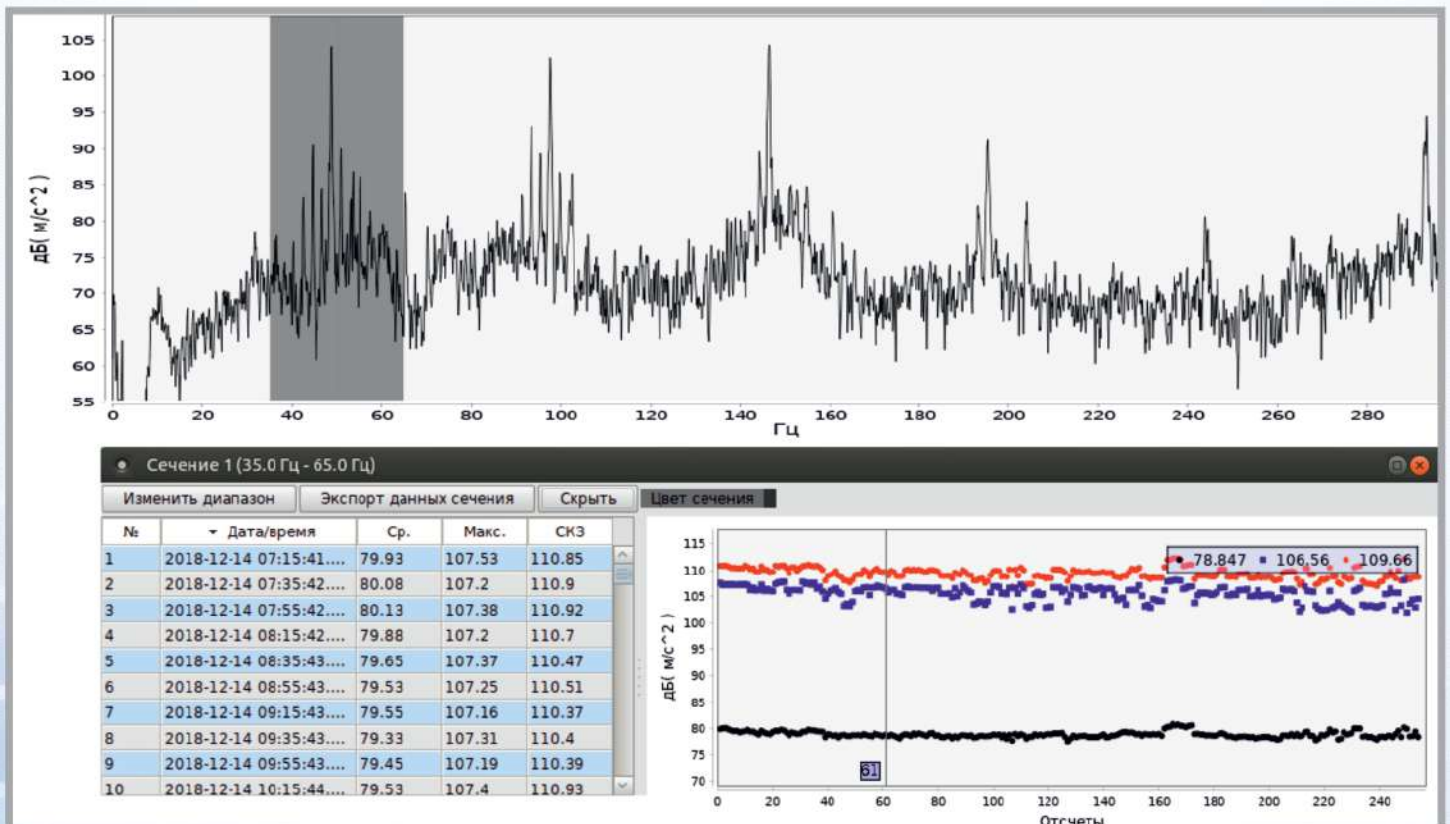 105
100
95
90
85
80
75
70
65
60
55
дБ( м/с^2 )
0 20 40 60 80 100 120 140 160 180 200 220 240 260 280
Гц
Сечение 1 (35.0 Гц - 65.0 Гц)
Изменить диапазон Экспорт данных сечения Скрыть Цвет сечения
№ Дата/время Ср. Макс. СКЗ
1 2018-12-14 07:15:41.... 79.93 107.53 110.85
2 2018-12-14 07:35:42.... 80.08 107.2 110.9
3 2018-12-14 07:55:42.... 80.13 107.38 110.92
4 2018-12-14 08:15:42.... 79.88 107.2 110.7
5 2018-12-14 08:35:43.... 79.65 107.37 110.47
6 2018-12-14 08:55:43.... 79.53 107.25 110.51
7 2018-12-14 09:15:43.... 79.55 107.16 110.37
8 2018-12-14 09:35:43.... 79.33 107.31 110.4
9 2018-12-14 09:55:43.... 79.45 107.19 110.39
10 2018-12-14 10:15:44.... 79.53 107.4 110.93
78.847 106,56 109.66
115
110
105
100
95
90
85
80
75
70
дБ( м/с^2 )
61
0 20 40 60 80 100 120 140 160 180 200 220 240
Отсчеты